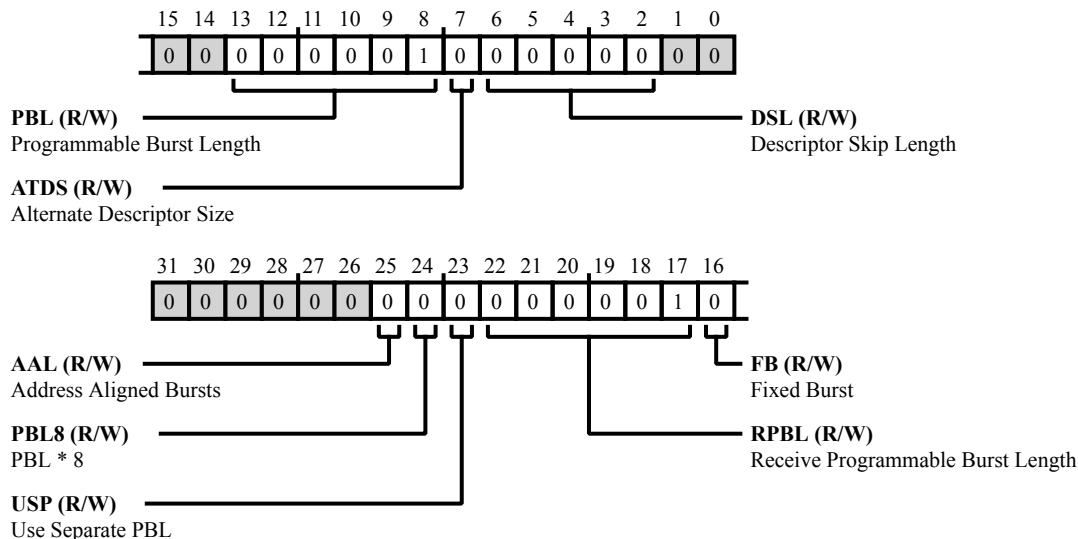 15 14 13 12 11 10 9 8 7 6 5 4 3 2 1 0
0 0 0 0 0 0 0 1 0 0 0 0 0 0 0 0
PBL (R/W)
Programmable Burst Length
DSL (R/W)
Descriptor Skip Length
ATDS (R/W)
Alternate Descriptor Size
31 30 29 28 27 26 25 24 23 22 21 20 19 18 17 16
0 0 0 0 0 0 0 0 0 0 0 0 0 0 1 0
AAL (R/W)
Address Aligned Bursts
FB (R/W)
Fixed Burst
PBL8 (R/W)
PBL * 8
RPBL (R/W)
Receive Programmable Burst Length
USP (R/W)
Use Separate PBL